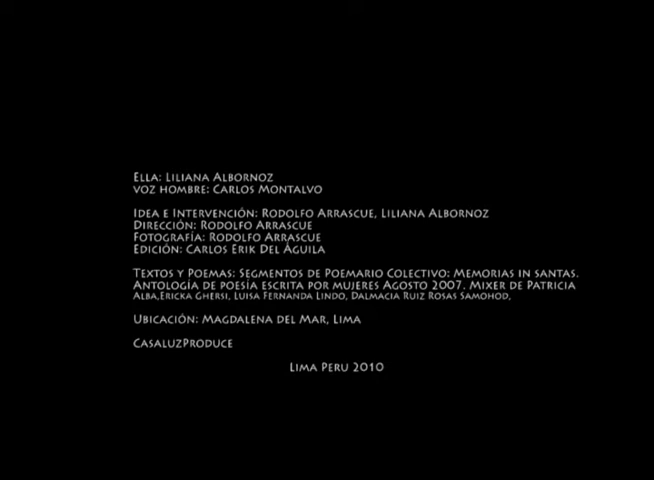 Ella: Liliana Albornoz
voz hombre: Carlos Montalvo
Idea e Intervención: Rodolfo Arrascue, Liliana Albornoz
Dirección: Rodolfo Arrascue
Fotografía: Rodolfo Arrascue
Edición: Carlos Erik Del Águila
Textos y Poemas: Segmentos de Poemario Colectivo: Memorias in santas.
Antología de poesía escrita por mujeres Agosto 2007. Mixer de Patricia
Alba,Ericka Ghersi, Luisa Fernanda Lindo, Dalmacia Ruiz Rosas Samohod,
Ubicación: Magdalena del Mar, Lima
CasaluzProduce
Lima Peru 2010